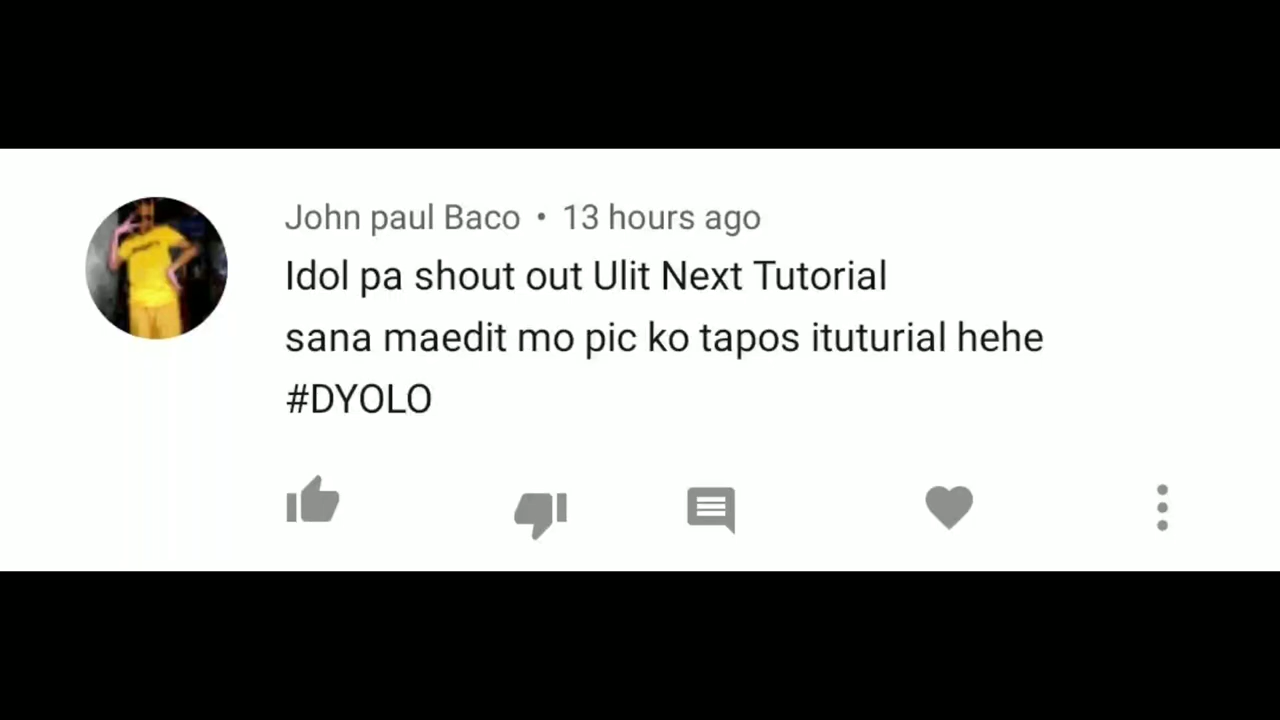 John paul Baco • 13 hours ago
Idol pa shout out Ulit Next Tutorial
sana maedit mo pic ko tapos ituturial hehe
#DYOLO